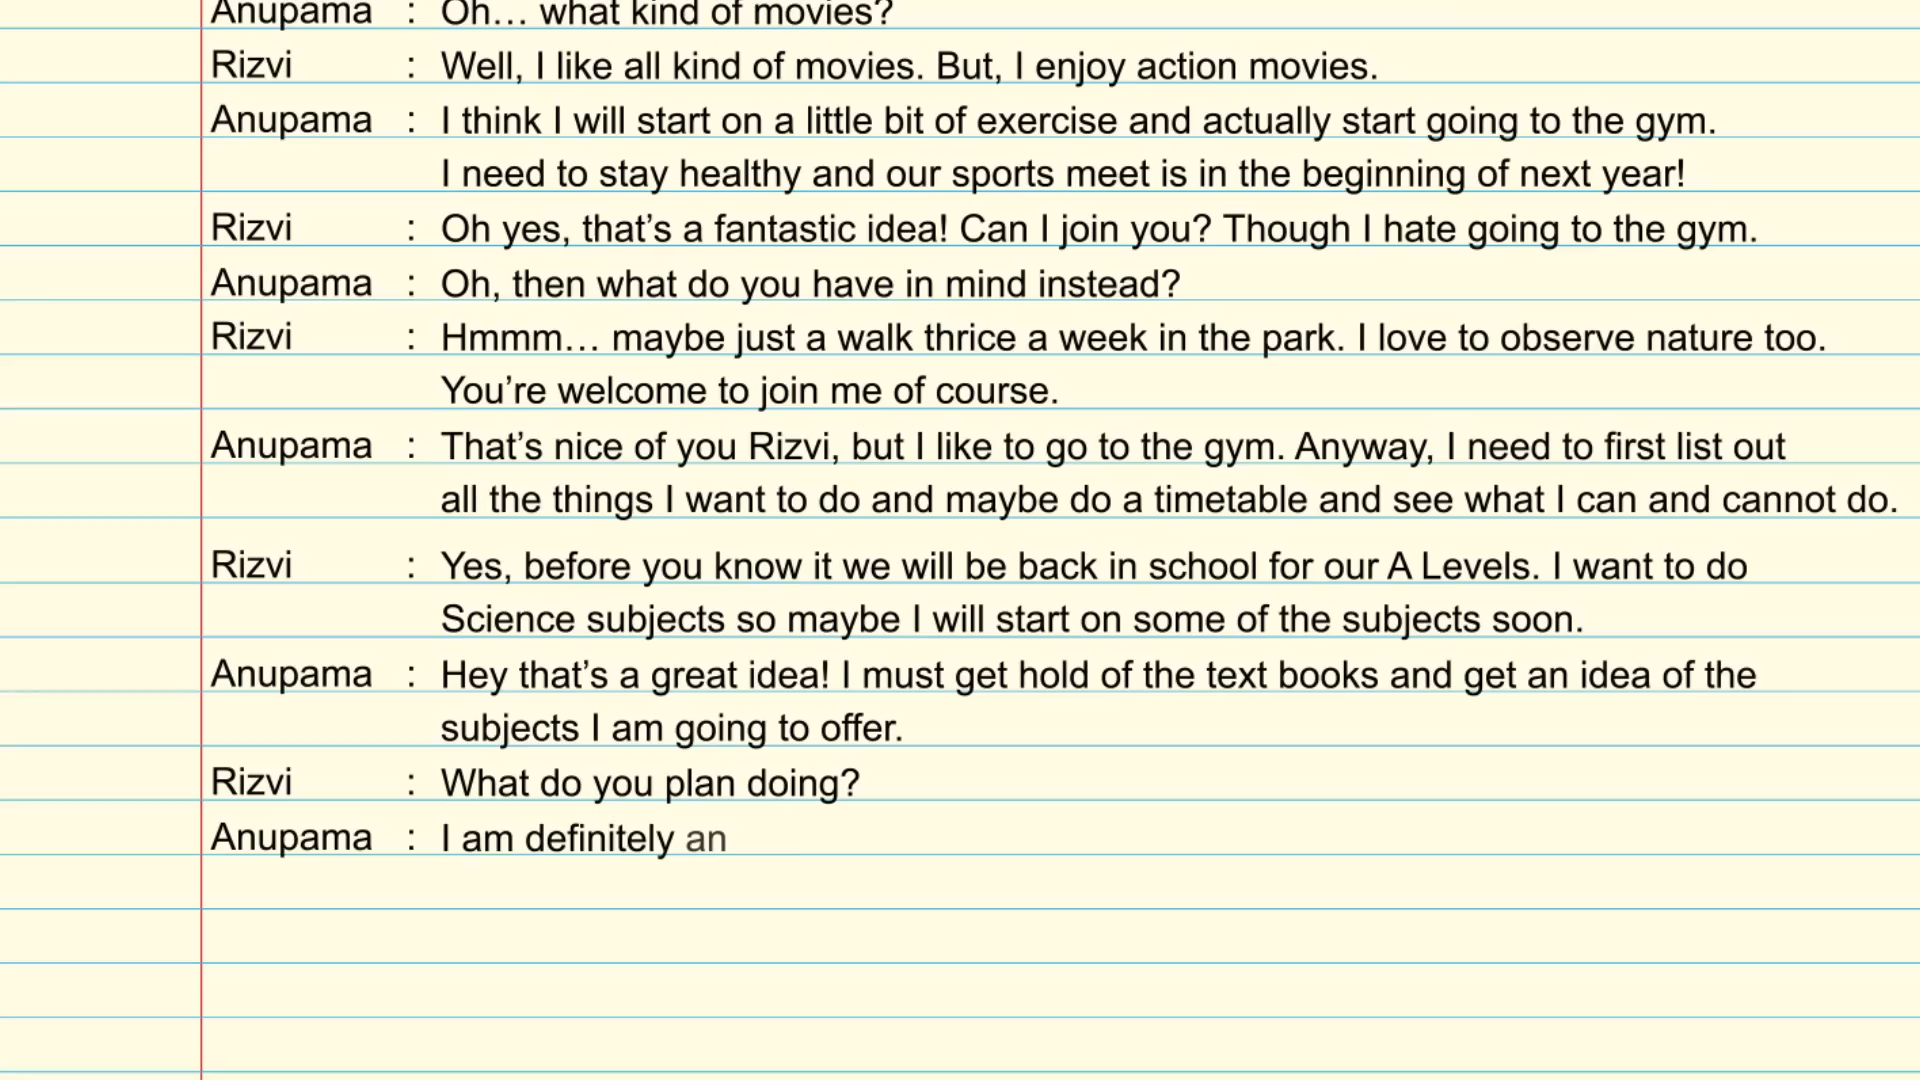 Anupama : Oh… what kind of movies?
Rizvi : Well, I like all kind of movies. But, I enjoy action movies.
Anupama : I think I will start on a little bit of exercise and actually start going to the gym.
I need to stay healthy and our sports meet is in the beginning of next year!
Rizvi : Oh yes, that’s a fantastic idea! Can I join you? Though I hate going to the gym.
Anupama : Oh, then what do you have in mind instead?
Rizvi : Hmmm… maybe just a walk thrice a week in the park. I love to observe nature too.
You’re welcome to join me of course.
Anupama : That’s nice of you Rizvi, but I like to go to the gym. Anyway, I need to first list out
all the things I want to do and maybe do a timetable and see what I can and cannot do.
Rizvi : Yes, before you know it we will be back in school for our A Levels. I want to do
Science subjects so maybe I will start on some of the subjects soon.
Anupama : Hey that’s a great idea! I must get hold of the text books and get an idea of the
subjects I am going to offer.
Rizvi : What do you plan doing?
Anupama : I am definitely an